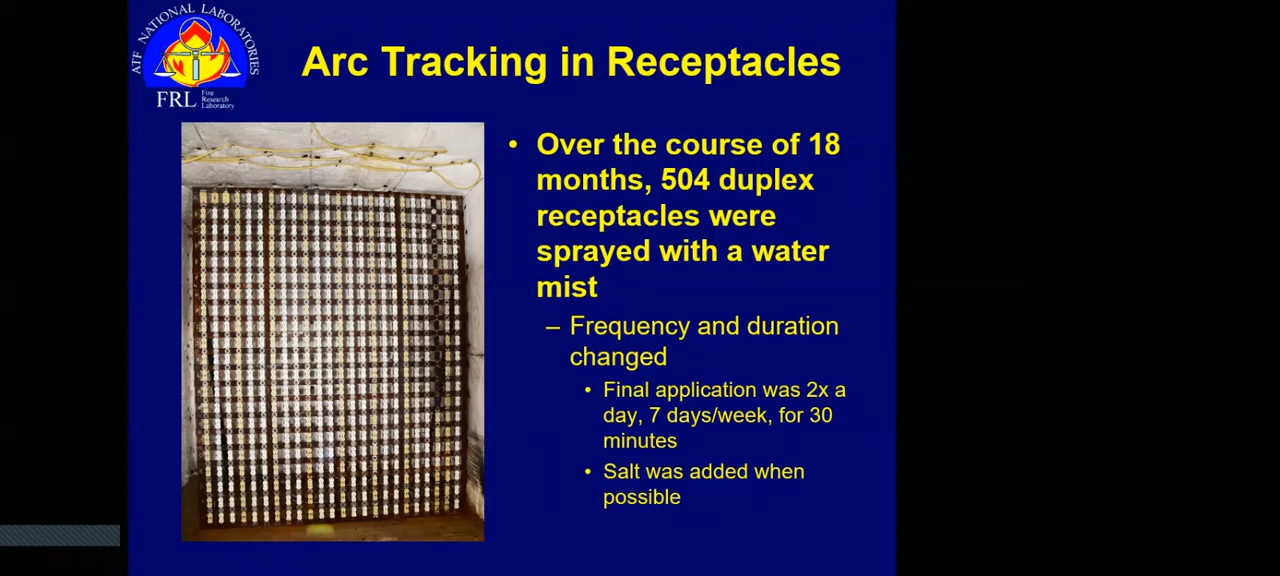 ATF NATIONAL LABORATORIES
FRL Fire
Research
Laboratory
Arc Tracking in Receptacles
• Over the course of 18
months, 504 duplex
receptacles were
sprayed with a water
mist
– Frequency and duration
changed
• Final application was 2x a
day, 7 days/week, for 30
minutes
• Salt was added when
possible